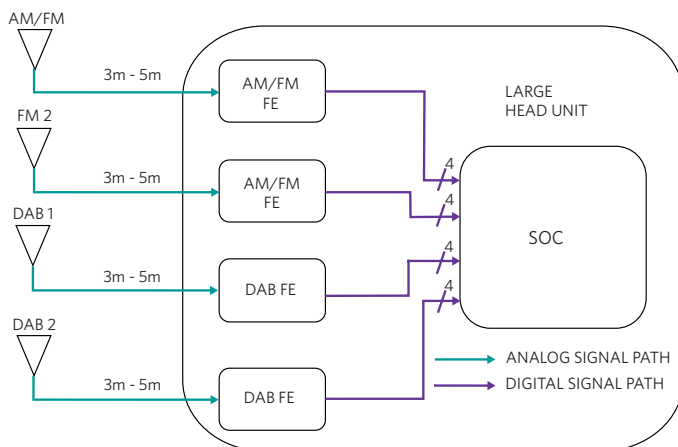 AM/FM
3m - 5m
AM/FM
FE
LARGE
HEAD UNIT
FM 2
3m - 5m
AM/FM
FE
4
4
SOC
DAB 1
3m - 5m
DAB FE
4
4
DAB 2
3m - 5m
DAB FE
ANALOG SIGNAL PATH
DIGITAL SIGNAL PATH